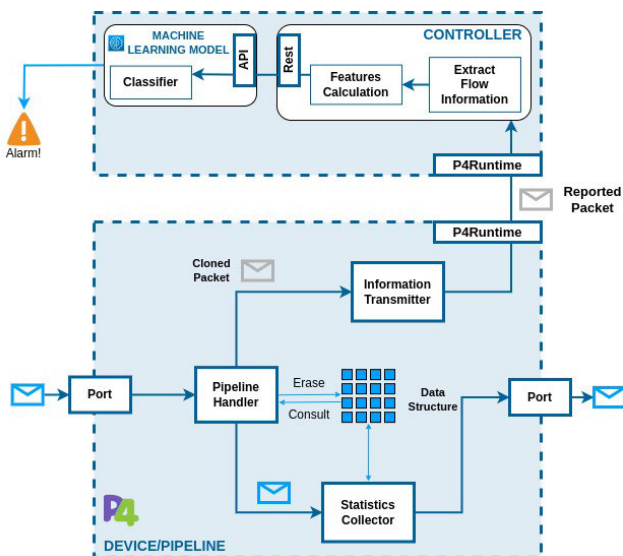 MACHINE
LEARNING MODEL
CONTROLLER
API
Rest
Classifier
Features
Calculation
Extract
Flow
Information
Alarm!
P4Runtime
Reported
Packet
P4Runtime
Cloned
Packet
Information
Transmitter
Port
Pipeline
Handler
Erase
Consult
Data
Structure
Port
Statistics
Collector
P4
DEVICE/PIPELINE